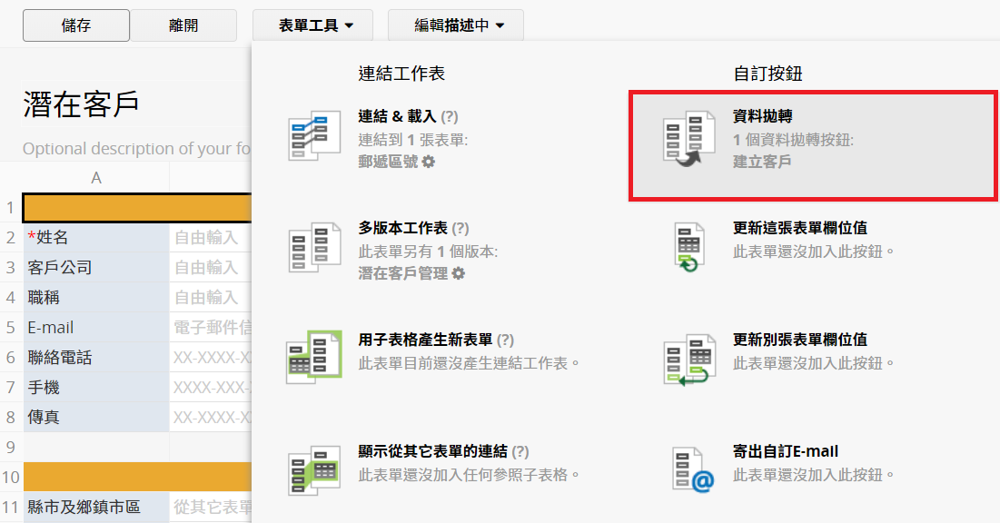 儲存
離開
表單工具
編輯描述中
潛在客戶
Optional description of your fo
A
1
2 *姓名 自由輸入
3 客戶公司 自由輸入
4 職稱 自由輸入
5 E-mail 電子郵件信
6 聯絡電話 XX-XXXX-X
7 手機 XXXX-XXX-
8 傳真 XX-XXXX-X
9
10
11 縣市及鄉鎮市區 從其它表單
連結工作表
連結 & 載入 (?)
連結到 1 張表單:
郵遞區號
多版本工作表 (?)
此表單另有 1 個版本:
潛在客戶管理
用子表格產生新表單 (?)
此表單目前還沒產生連結工作表。
顯示從其它表單的連結 (?)
此表單還沒加入任何參照子表格。
自訂按鈕
資料拋轉
1 個資料拋轉按鈕:
建立客戶
更新這張表單欄位值
此表單還沒加入此按鈕。
更新別張表單欄位值
此表單還沒加入此按鈕。
寄出自訂E-mail
此表單還沒加入此按鈕。